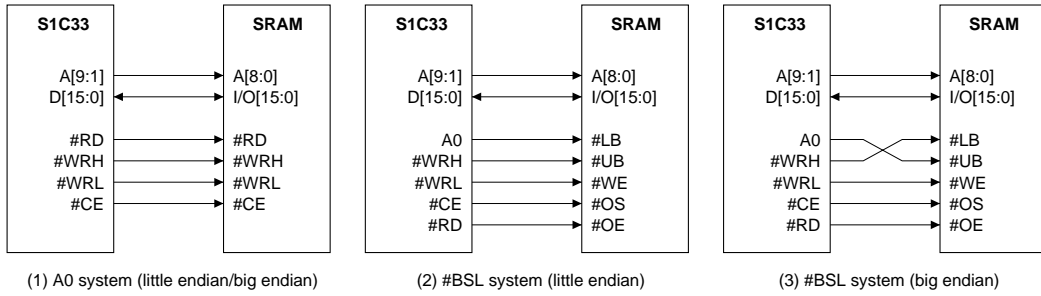 S1C33 SRAM
A[9:1] A[8:0]
D[15:0] I/O[15:0]
#RD #RD
#WRH #WRH
#WRL #WRL
#CE #CE
(1) A0 system (little endian/big endian)
S1C33 SRAM
A[9:1] A[8:0]
D[15:0] I/O[15:0]
A0 #LB
#WRH #UB
#WRL #WE
#CE #OS
#RD #OE
(2) #BSL system (little endian)
S1C33 SRAM
A[9:1] A[8:0]
D[15:0] I/O[15:0]
A0 #LB
#WRH #UB
#WRL #WE
#CE #OS
#RD #OE
(3) #BSL system (big endian)